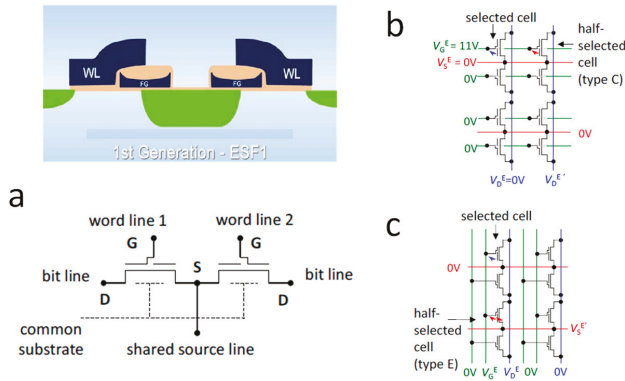 WL
FG
FG
WL
1st Generation - ESF1
a
word line 1
word line 2
G
G
bit line
S
bit line
D
D
common
substrate
shared source line
b
selected cell
half-
selected
cell
(type C)
V_G^E = 11V
V_S^E = 0V
0V
0V
0V
0V
V_D^E=0V
V_D^E'
c
selected cell
0V
half-
selected
cell
(type E)
V_S^E'
0V
V_G^E
V_D^E
0V
0V